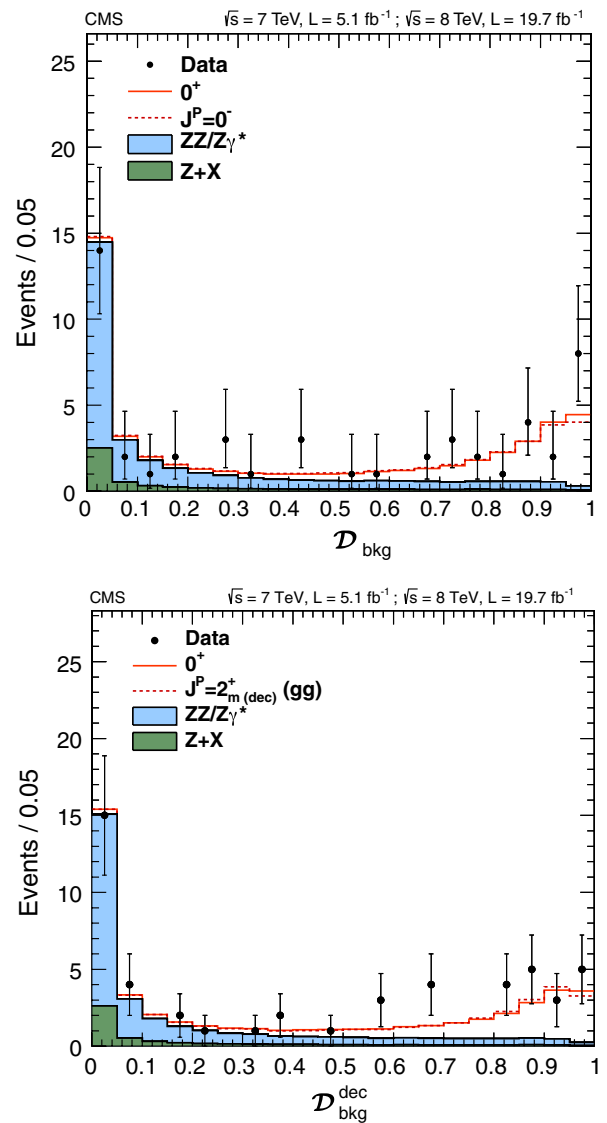 CMS √s = 7 TeV, L = 5.1 fb⁻¹ ; √s = 8 TeV, L = 19.7 fb⁻¹
Data
0⁺
Jᴾ=0⁻
ZZ/Zγ*
Z+X
Events / 0.05
25
20
15
10
5
0
0 0.1 0.2 0.3 0.4 0.5 0.6 0.7 0.8 0.9 1
𝓓 bkg
CMS √s = 7 TeV, L = 5.1 fb⁻¹ ; √s = 8 TeV, L = 19.7 fb⁻¹
Data
0⁺
Jᴾ=2⁺m (dec) (gg)
ZZ/Zγ*
Z+X
Events / 0.05
25
20
15
10
5
0
0 0.1 0.2 0.3 0.4 0.5 0.6 0.7 0.8 0.9 1
𝓓 dec bkg